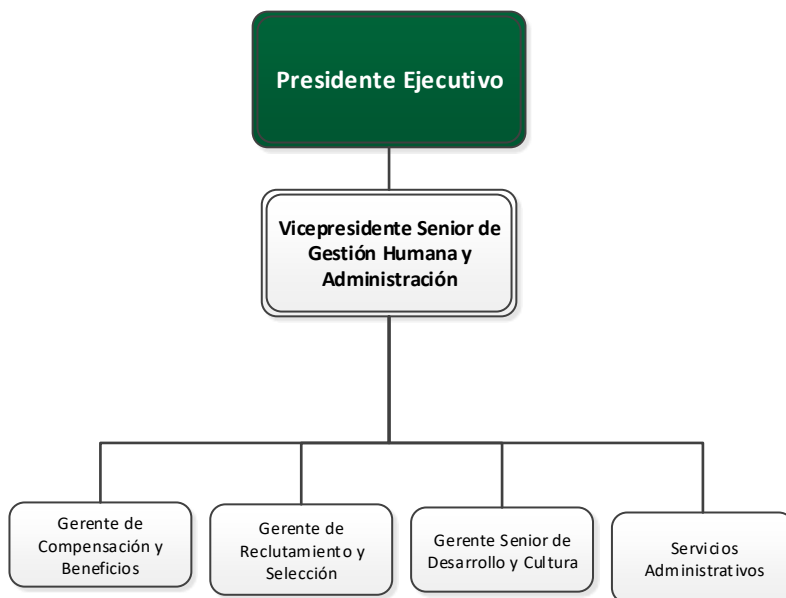 Presidente Ejecutivo
Vicepresidente Senior de
Gestión Humana y
Administración
Gerente de
Compensación y
Beneficios
Gerente de
Reclutamiento y
Selección
Gerente Senior de
Desarrollo y Cultura
Servicios
Administrativos